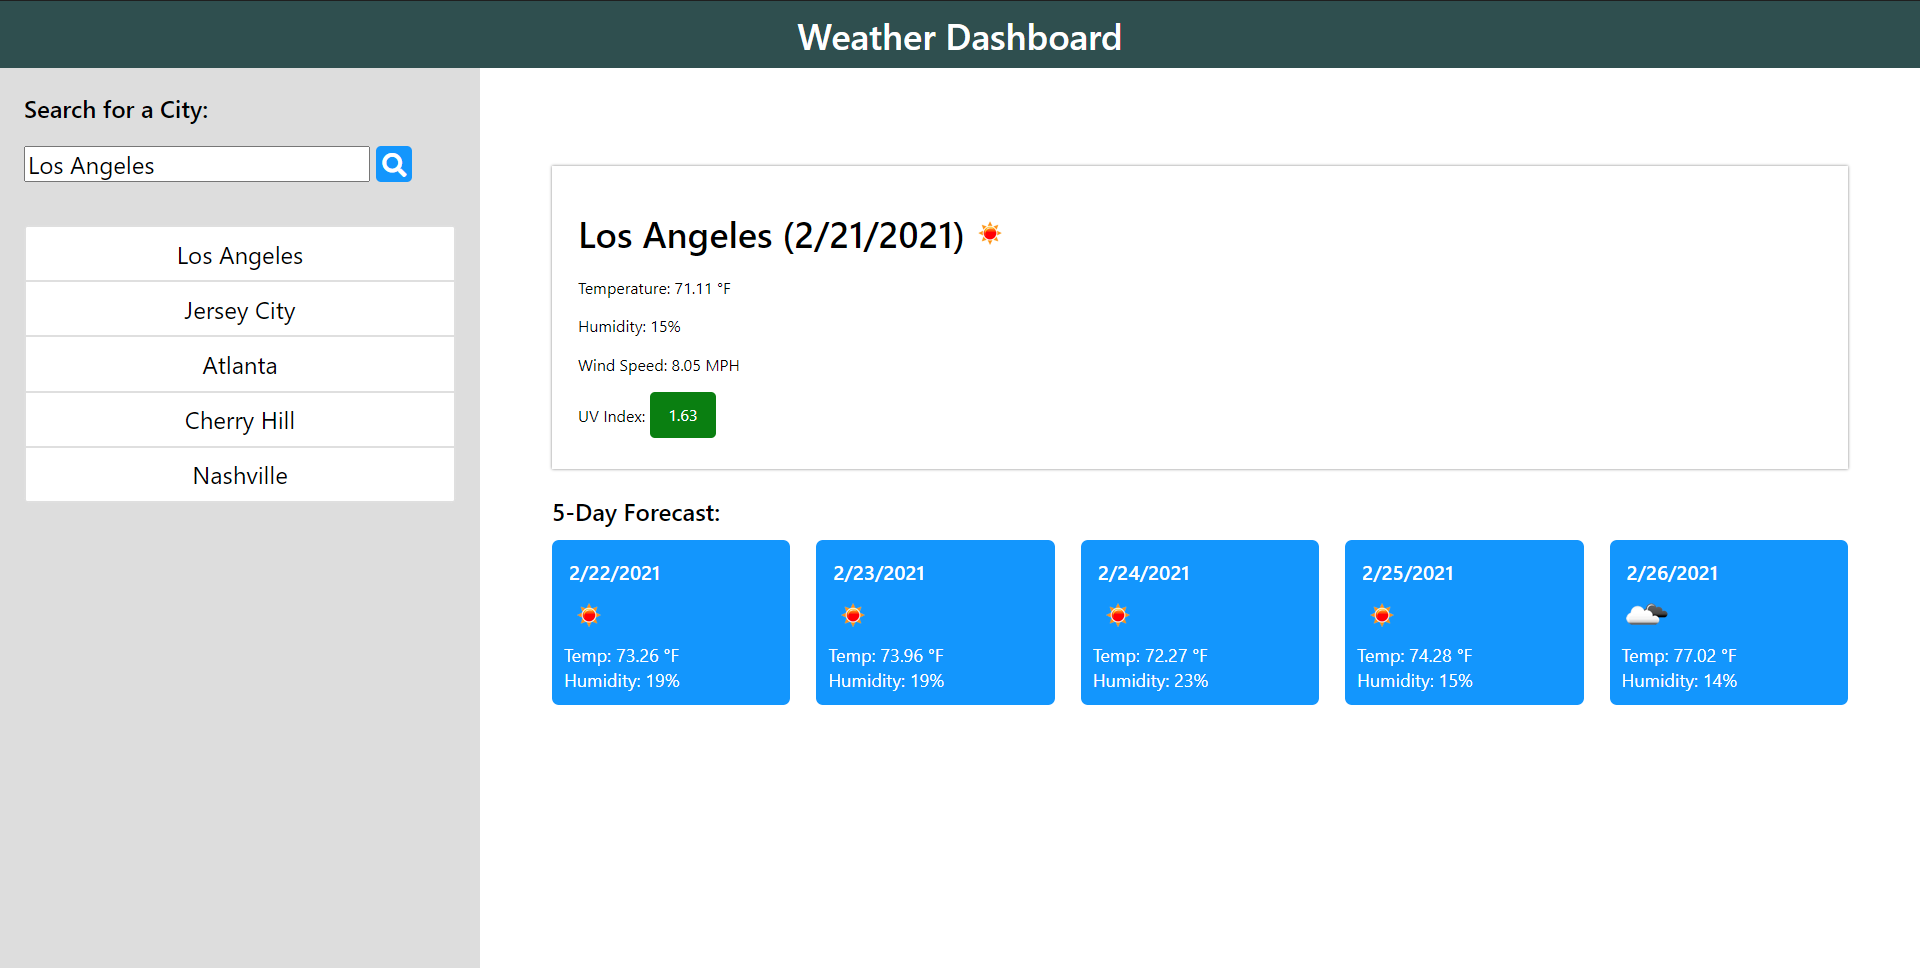 Weather Dashboard
Search for a City:
Los Angeles
Los Angeles
Jersey City
Atlanta
Cherry Hill
Nashville
Los Angeles (2/21/2021)
Temperature: 71.11 °F
Humidity: 15%
Wind Speed: 8.05 MPH
UV Index: 1.63
5-Day Forecast:
2/22/2021
Temp: 73.26 °F
Humidity: 19%
2/23/2021
Temp: 73.96 °F
Humidity: 19%
2/24/2021
Temp: 72.27 °F
Humidity: 23%
2/25/2021
Temp: 74.28 °F
Humidity: 15%
2/26/2021
Temp: 77.02 °F
Humidity: 14%